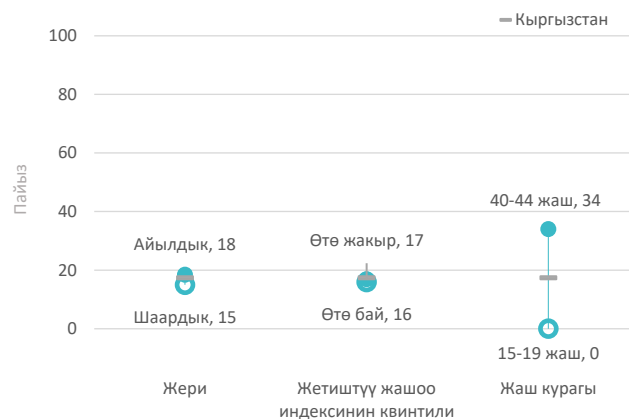 Кыргызстан
100
80
60
40
20
0
Пайыз
Айылдык, 18
Шаардык, 15
Өтө жакыр, 17
Өтө бай, 16
40-44 жаш, 34
15-19 жаш, 0
Жери
Жетиштүү жашоо
индексинин квинтили
Жаш курагы